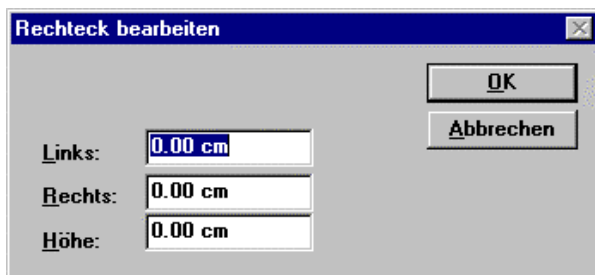 Rechteck bearbeiten
OK
Abbrechen
Links: 0.00 cm
Rechts: 0.00 cm
Höhe: 0.00 cm